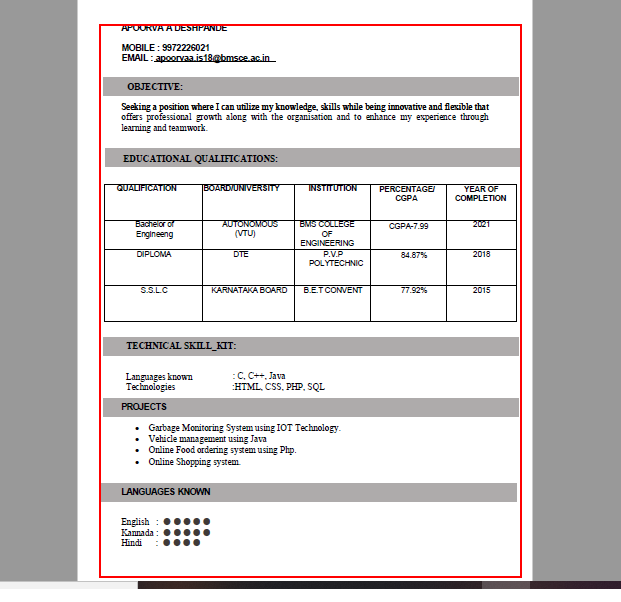 APOORVA A DESHPANDE
MOBILE : 9972226021
EMAIL : apoorvaa.is18@bmsce.ac.in
OBJECTIVE:
Seeking a position where I can utilize my knowledge, skills while being innovative and flexible that
offers professional growth along with the organisation and to enhance my experience through
learning and teamwork.
EDUCATIONAL QUALIFICATIONS:
QUALIFICATION BOARD/UNIVERSITY INSTITUTION PERCENTAGE/ CGPA YEAR OF COMPLETION
Bachelor of Engineeng AUTONOMOUS (VTU) BMS COLLEGE OF ENGINEERING CGPA-7.99 2021
DIPLOMA DTE P.V.P POLYTECHNIC 84.87% 2018
S.S.L.C KARNATAKA BOARD B.E.T CONVENT 77.92% 2015
TECHNICAL SKILL_KIT:
Languages known : C, C++, Java
Technologies :HTML, CSS, PHP, SQL
PROJECTS
• Garbage Monitoring System using IOT Technology.
• Vehicle management using Java
• Online Food ordering system using Php.
• Online Shopping system.
LANGUAGES KNOWN
English : ●●●●●
Kannada : ●●●●●
Hindi : ●●●●